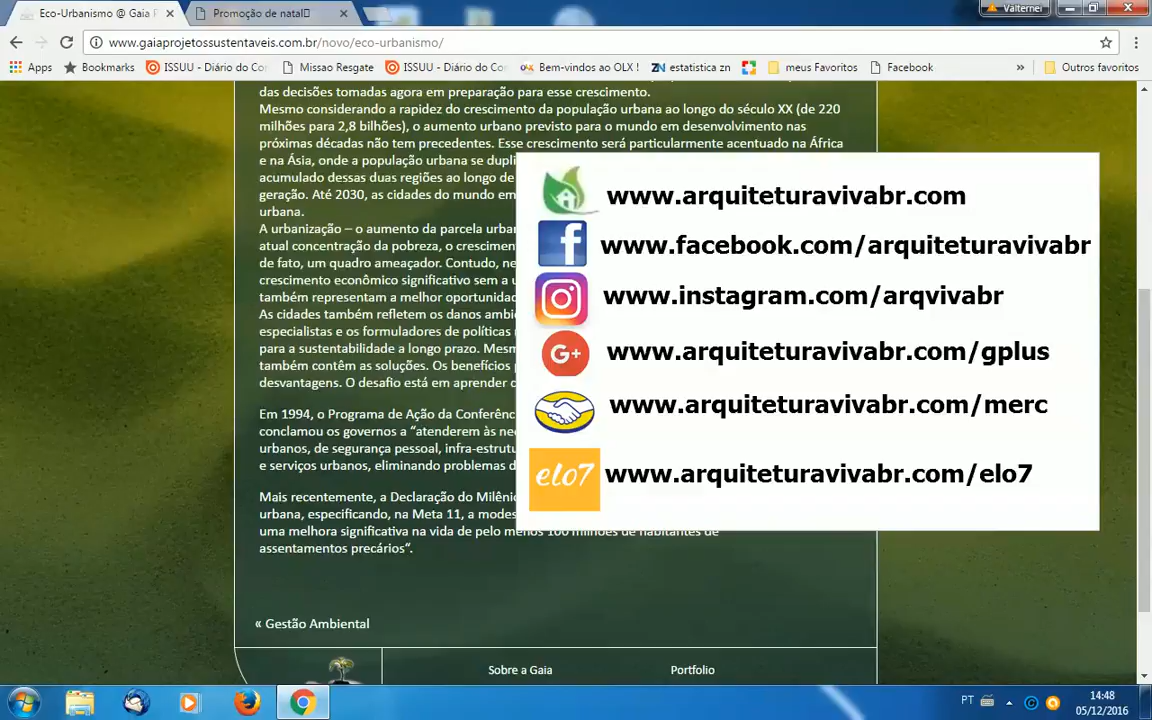 Eco-Urbanismo @ Gaia P
Promoção de natal
Valternei
www.gaiaprojetossustentaveis.com.br/novo/eco-urbanismo/
Apps
Bookmarks
ISSUU - Diário do Cor
Missao Resgate
ISSUU - Diário do Co
Bem-vindos ao OLX !
estatistica zn
meus Favoritos
Facebook
»
Outros favoritos
das decisões tomadas agora em preparação para esse crescimento.
Mesmo considerando a rapidez do crescimento da população urbana ao longo do século XX (de 220
milhões para 2,8 bilhões), o aumento urbano previsto para o mundo em desenvolvimento nas
próximas décadas não tem precedentes. Esse crescimento será particularmente acentuado na África
e na Ásia, onde a população urbana se dupli
acumulado dessas duas regiões ao longo de
geração. Até 2030, as cidades do mundo em
urbana.
A urbanização – o aumento da parcela urba
atual concentração da pobreza, o crescimen
de fato, um quadro ameaçador. Contudo, ne
crescimento econômico significativo sem a u
também representam a melhor oportunidad
As cidades também refletem os danos ambi
especialistas e os formuladores de políticas
para a sustentabilidade a longo prazo. Mesm
também contêm as soluções. Os benefícios p
desvantagens. O desafio está em aprender c
Em 1994, o Programa de Ação da Conferênc
conclamou os governos a “atenderem às nec
urbanos, de segurança pessoal, infra-estrutu
e serviços urbanos, eliminando problemas d
Mais recentemente, a Declaração do Milênio
urbana, especificando, na Meta 11, a modes
uma melhora significativa na vida de pelo menos 100 milhões de habitantes de
assentamentos precários“.
www.arquiteturavivabr.com
f www.facebook.com/arquiteturavivabr
www.instagram.com/arqvivabr
G+ www.arquiteturavivabr.com/gplus
www.arquiteturavivabr.com/merc
elo7 www.arquiteturavivabr.com/elo7
« Gestão Ambiental
Sobre a Gaia
Portfolio
PT
14:48
05/12/2016